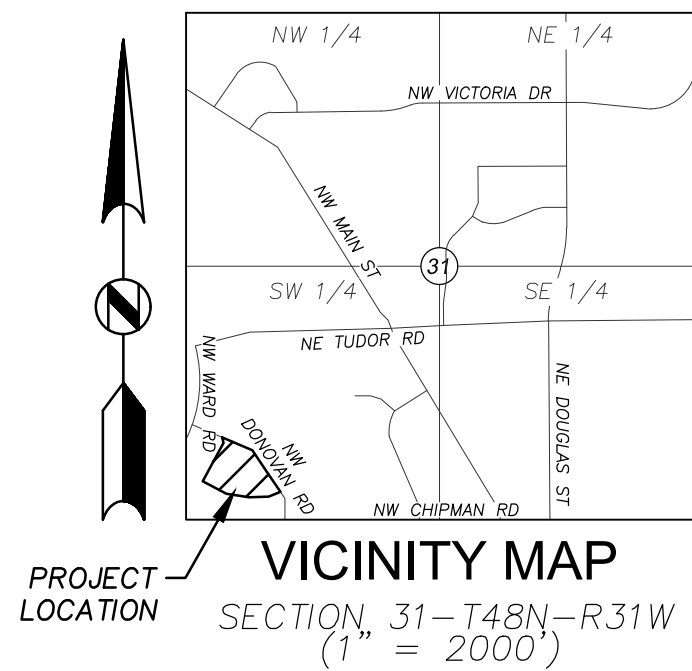 NW 1/4
NE 1/4
NW VICTORIA DR
NW MAIN ST
31
SW 1/4
SE 1/4
NE TUDOR RD
NW WARD RD
NW
DONOVAN RD
NE DOUGLAS ST
NW CHIPMAN RD
N
PROJECT
LOCATION
VICINITY MAP
SECTION 31-T48N-R31W
(1" = 2000')